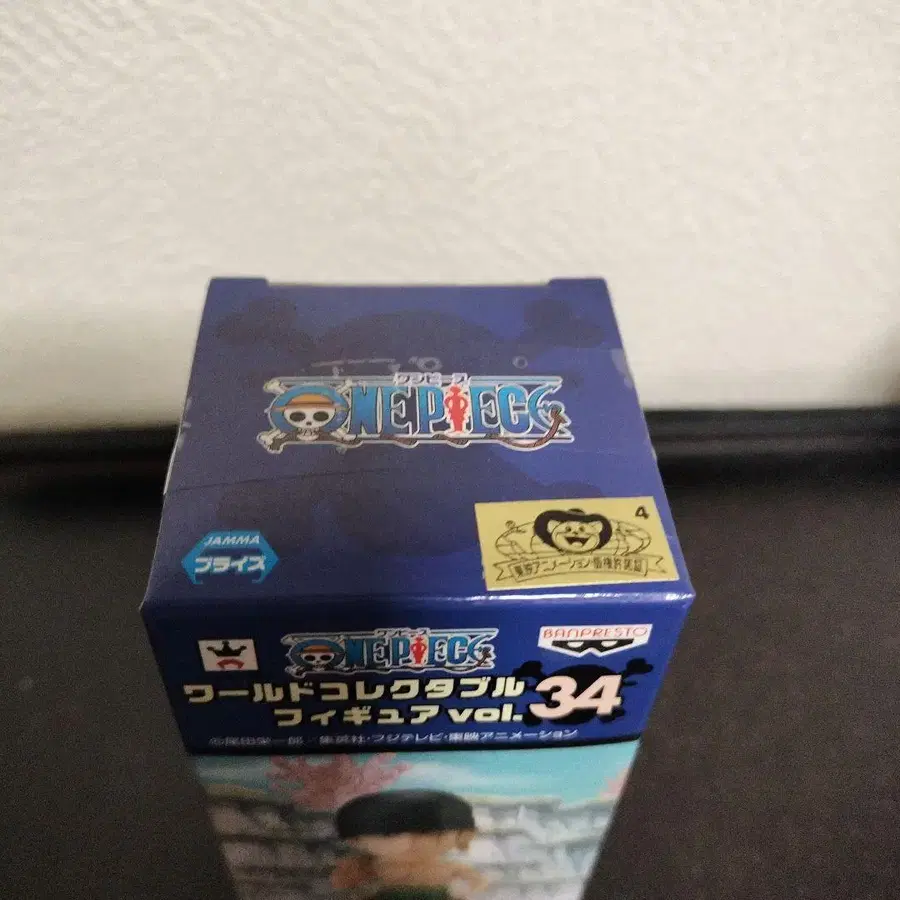 ワンピース
ONE PIECE
JAMMA
プライズ
4
東映アニメーション・版権許諾証
ワンピース
ONE PIECE
BANPRESTO
ワールドコレクタブル
フィギュア vol. 34
©尾田栄一郎/集英社・フジテレビ・東映アニメーション